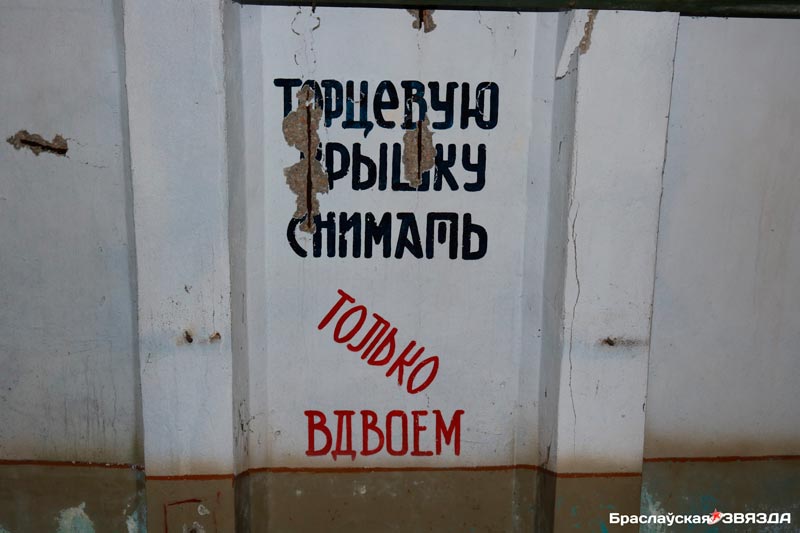 ТОРЦЕВУЮ
КРЫШКУ
СНИМАТЬ
ТОЛЬКО
ВДВОЕМ
Браслаўская ЗВЯЗДА